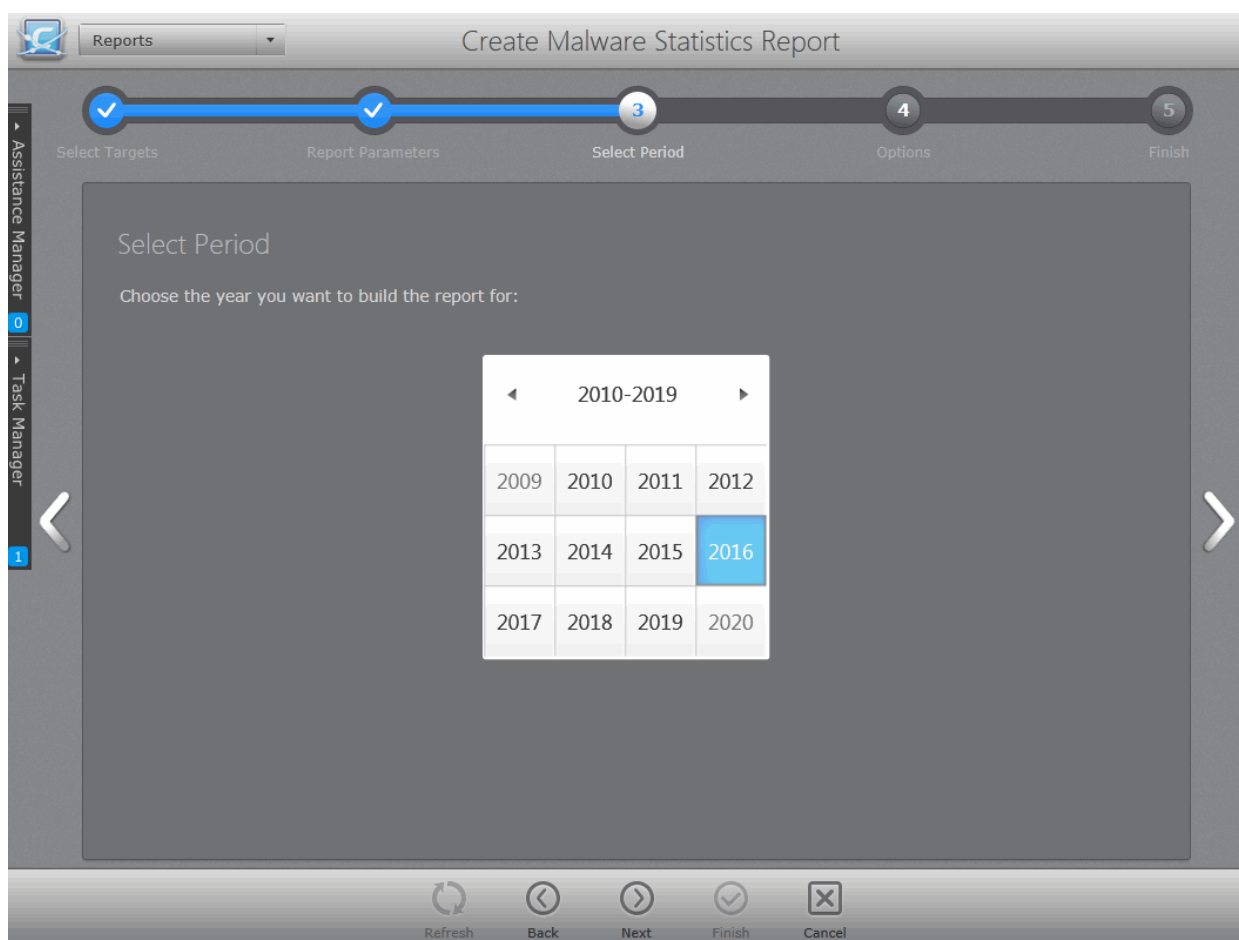 Reports
Create Malware Statistics Report
3
4
5
Select Targets
Report Parameters
Select Period
Options
Finish
Assistance Manager
0
Task Manager
1
Select Period
Choose the year you want to build the report for:
2010-2019
2009 2010 2011 2012
2013 2014 2015 2016
2017 2018 2019 2020
Refresh
Back
Next
Finish
Cancel